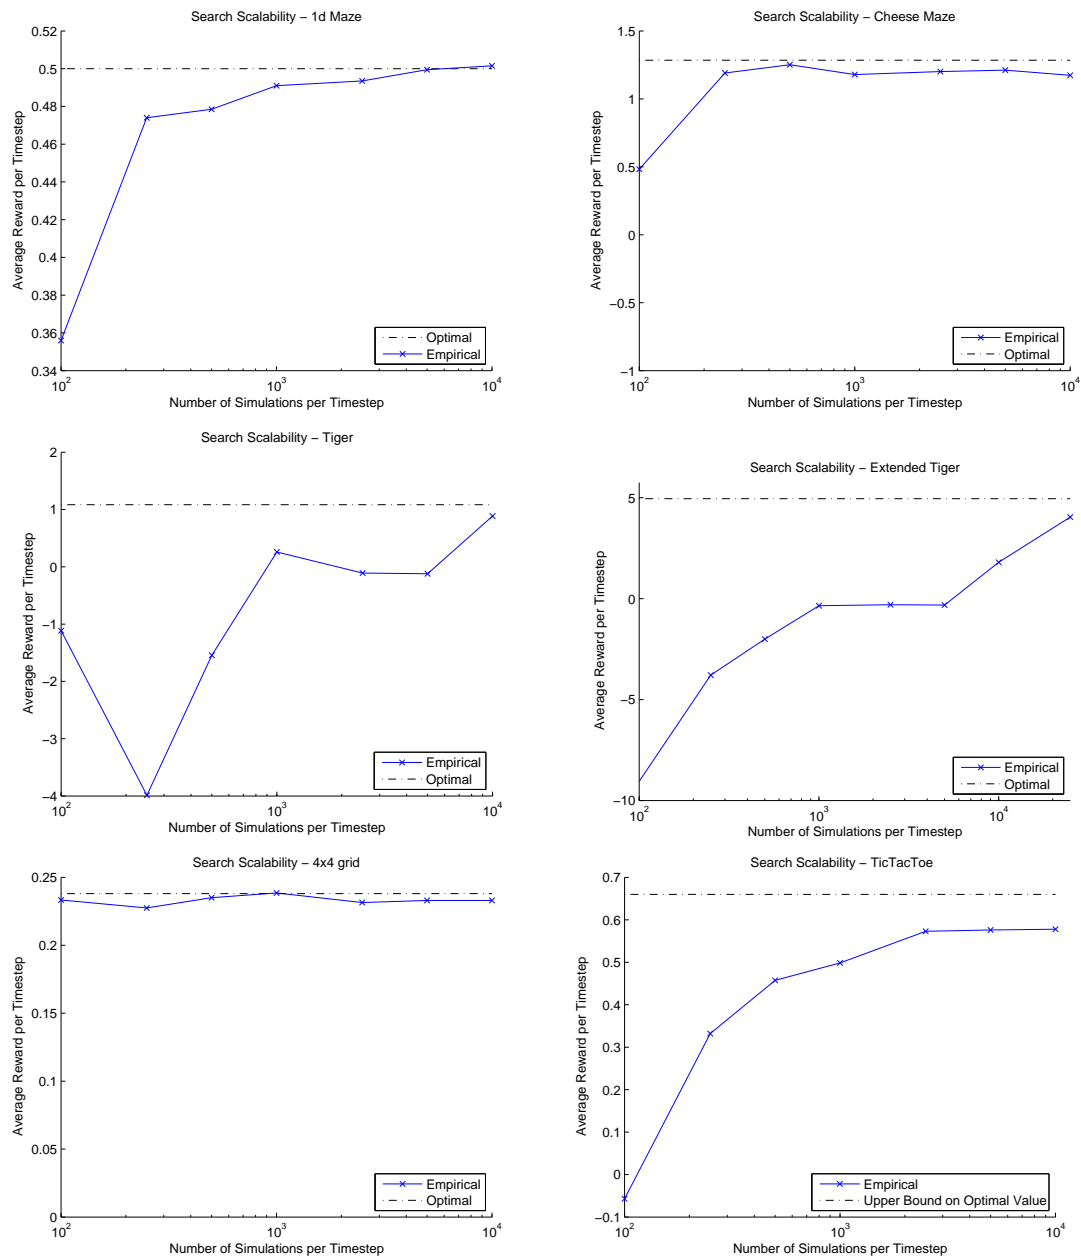 Search Scalability – 1d Maze
0.52
0.5
0.48
0.46
0.44
0.42
0.4
0.38
0.36
0.34
Average Reward per Timestep
Optimal
Empirical
10^2
10^3
10^4
Number of Simulations per Timestep
Search Scalability – Cheese Maze
1.5
1
0.5
0
−0.5
−1
Average Reward per Timestep
Empirical
Optimal
10^2
10^3
10^4
Number of Simulations per Timestep
Search Scalability – Tiger
2
1
0
−1
−2
−3
−4
Average Reward per Timestep
Empirical
Optimal
10^2
10^3
10^4
Number of Simulations per Timestep
Search Scalability – Extended Tiger
5
0
−5
−10
Average Reward per Timestep
Empirical
Optimal
10^2
10^3
10^4
Number of Simulations per Timestep
Search Scalability – 4x4 grid
0.25
0.2
0.15
0.1
0.05
0
Average Reward per Timestep
Empirical
Optimal
10^2
10^3
10^4
Number of Simulations per Timestep
Search Scalability – TicTacToe
0.7
0.6
0.5
0.4
0.3
0.2
0.1
0
−0.1
Average Reward per Timestep
Empirical
Upper Bound on Optimal Value
10^2
10^3
10^4
Number of Simulations per Timestep